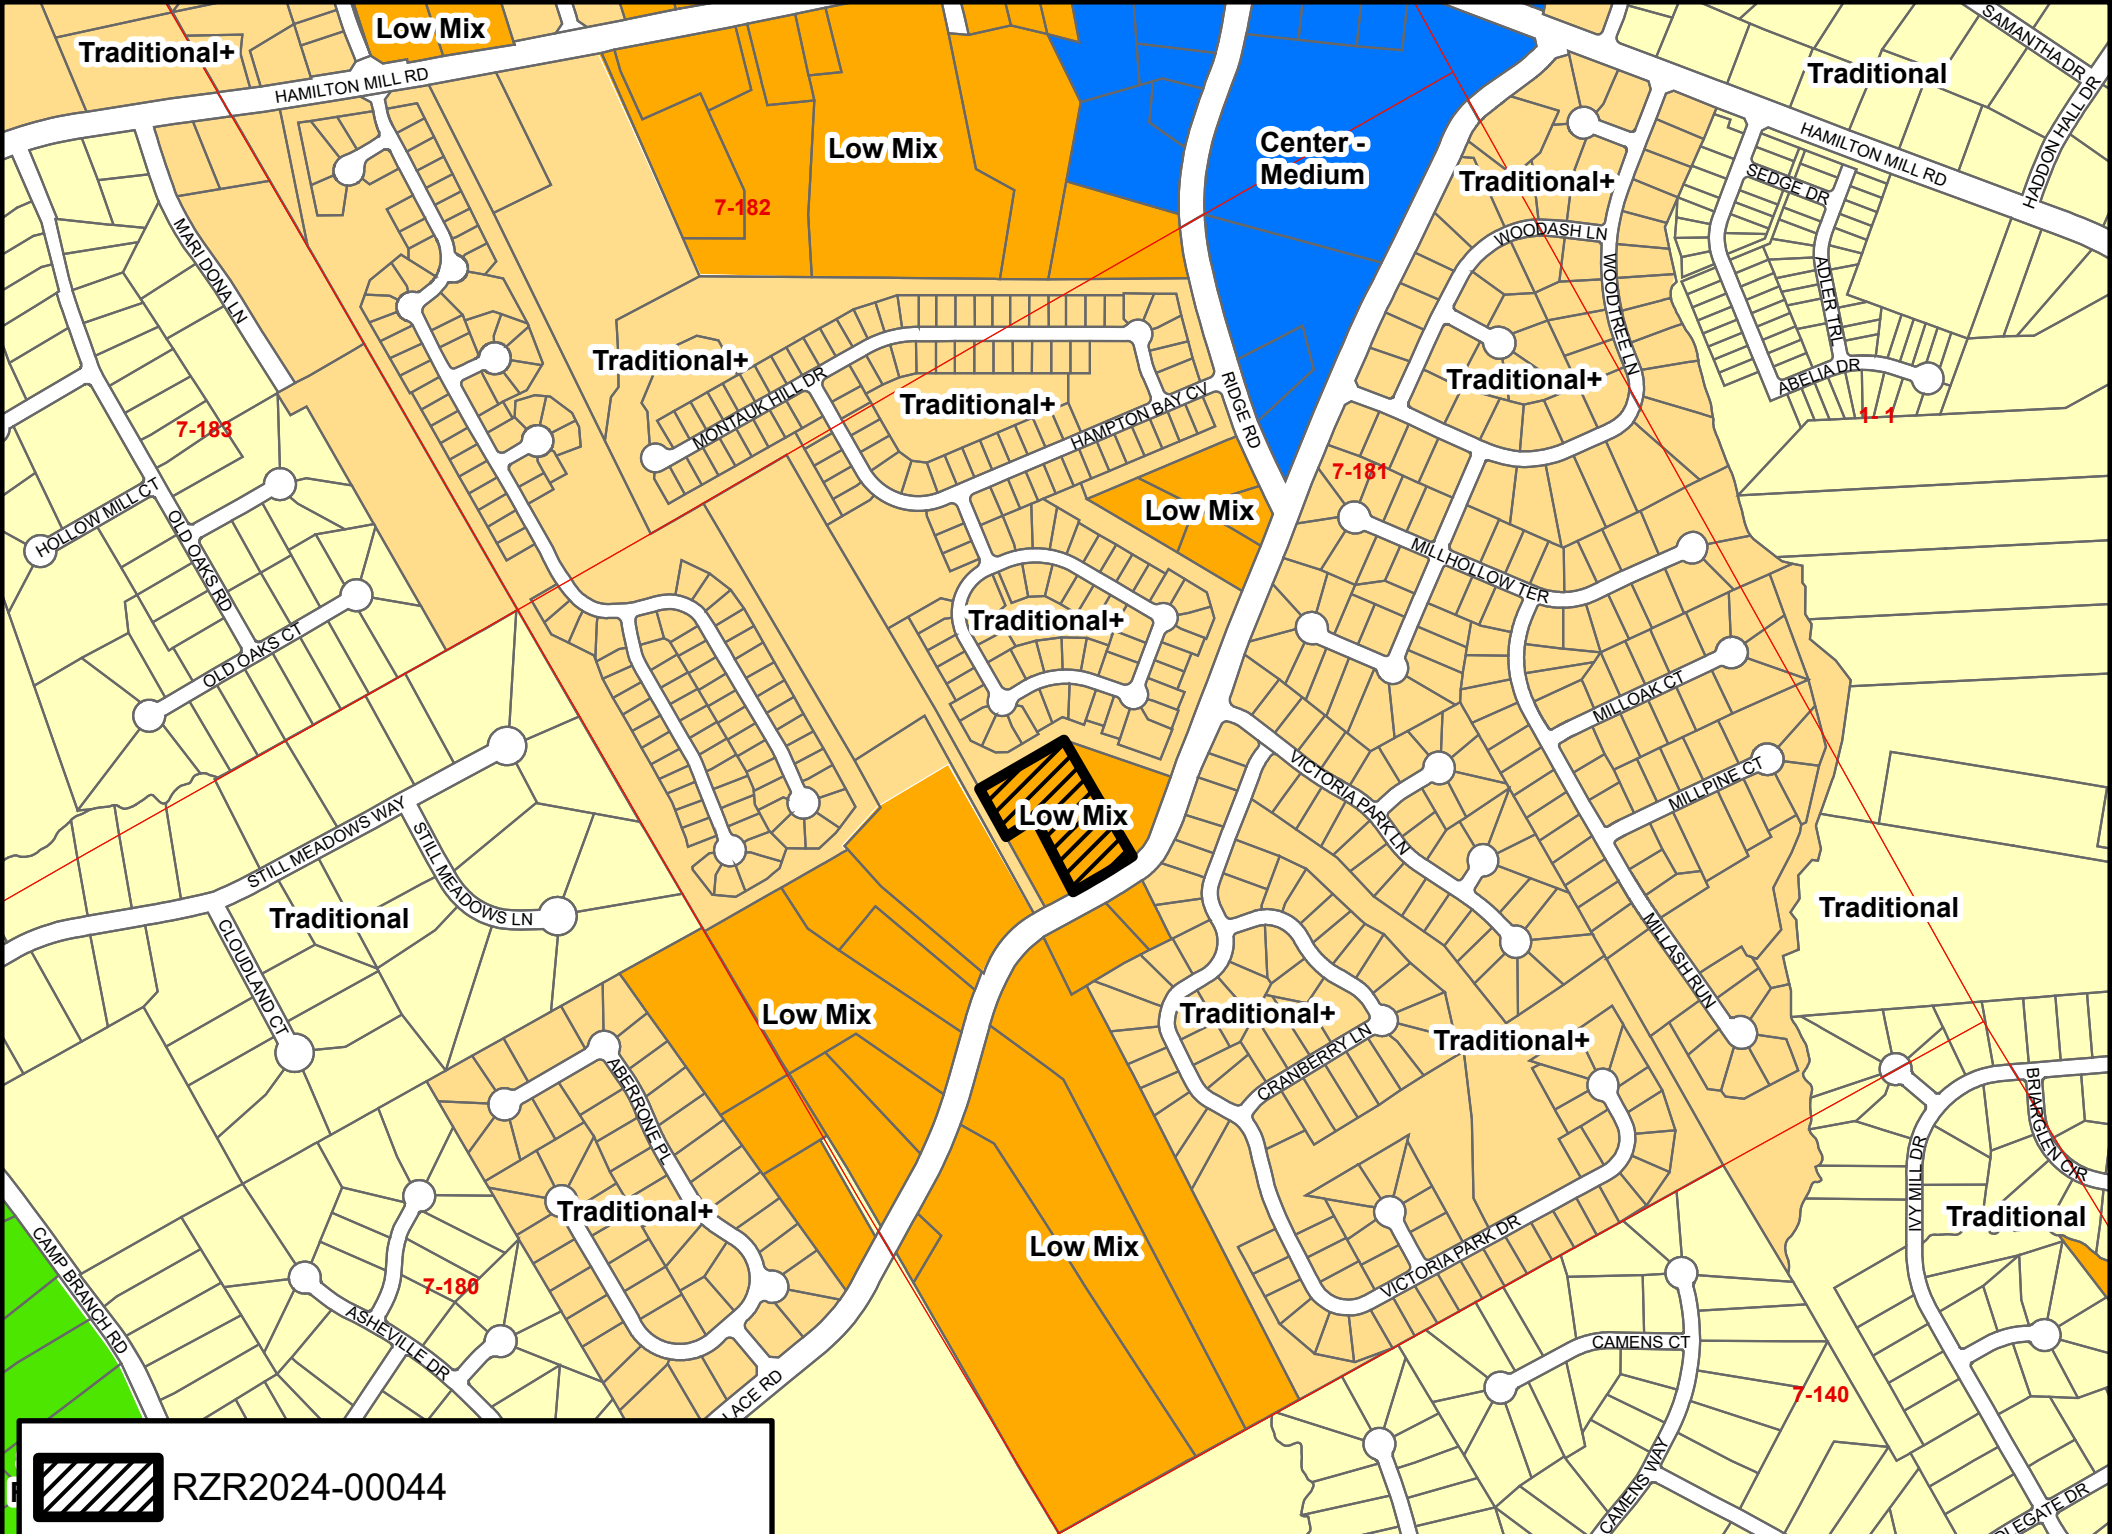 Low Mix
Traditional+
SAMANTHA DR
Traditional
HAMILTON MILL RD
HADDON HALL DR
HAMILTON MILL RD
Center -
Medium
Low Mix
Traditional+
SEDGE DR
7-182
MARI DONA LN
WOODASH LN
WOODTREE LN
ADLER TRL
Traditional+
Traditional+
ABELIA DR
MONTAUK HILL DR
Traditional+
RIDGE RD
HAMPTON BAY CV
1- 1
7-183
7-181
HOLLOW MILL CT
OLD OAKS RD
Low Mix
MILLHOLLOW TER
OLD OAKS CT
Traditional+
MILLOAK CT
VICTORIA PARK LN
MILLPINE CT
Low Mix
STILL MEADOWS WAY
STILL MEADOWS LN
Traditional
CLOUDLAND CT
Traditional
MILLASH RUN
Low Mix
Traditional+
Traditional+
CRANBERRY LN
ABERRONE PL
BRIARGLEN CIR
IVY MILL DR
Traditional+
Traditional
Low Mix
CAMP BRANCH RD
VICTORIA PARK DR
7-180
ASHEVILLE DR
CAMENS CT
7-140
LACE RD
CAMENS WAY
RZR2024-00044